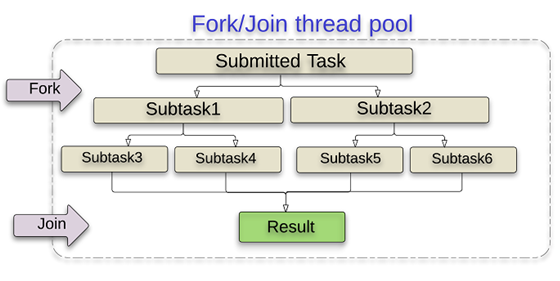 Fork/Join thread pool
Submitted Task
Fork
Subtask1
Subtask2
Subtask3
Subtask4
Subtask5
Subtask6
Join
Result